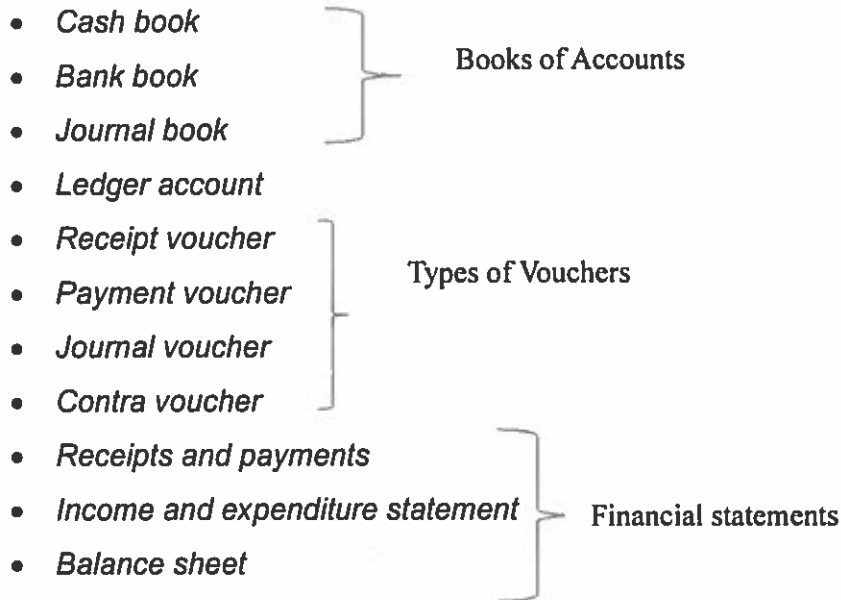 • Cash book
• Bank book
Books of Accounts
• Journal book
• Ledger account
• Receipt voucher
• Payment voucher
Types of Vouchers
• Journal voucher
• Contra voucher
• Receipts and payments
• Income and expenditure statement
Financial statements
• Balance sheet